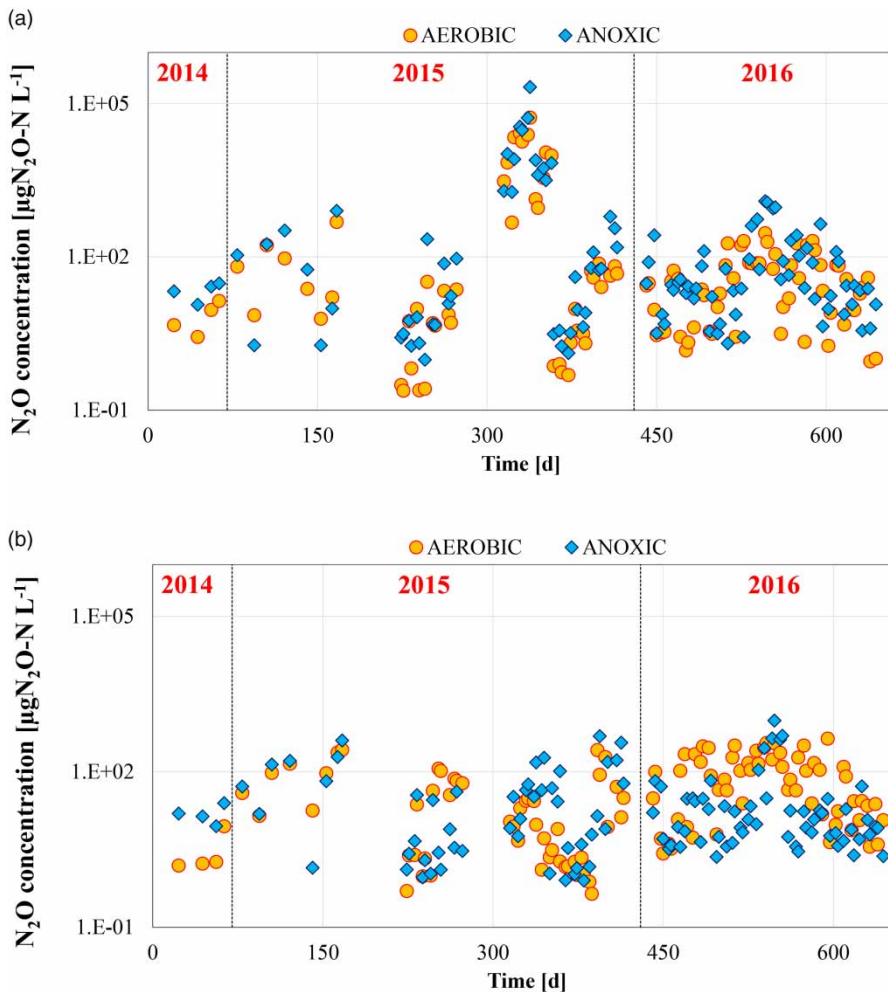 (a)
AEROBIC ANOXIC
2014 2015 2016
1.E+05
1.E+02
1.E-01
N₂O concentration [µgN₂O-N L⁻¹]
0 150 300 450 600
Time [d]
(b)
AEROBIC ANOXIC
2014 2015 2016
1.E+05
1.E+02
1.E-01
N₂O concentration [µgN₂O-N L⁻¹]
0 150 300 450 600
Time [d]